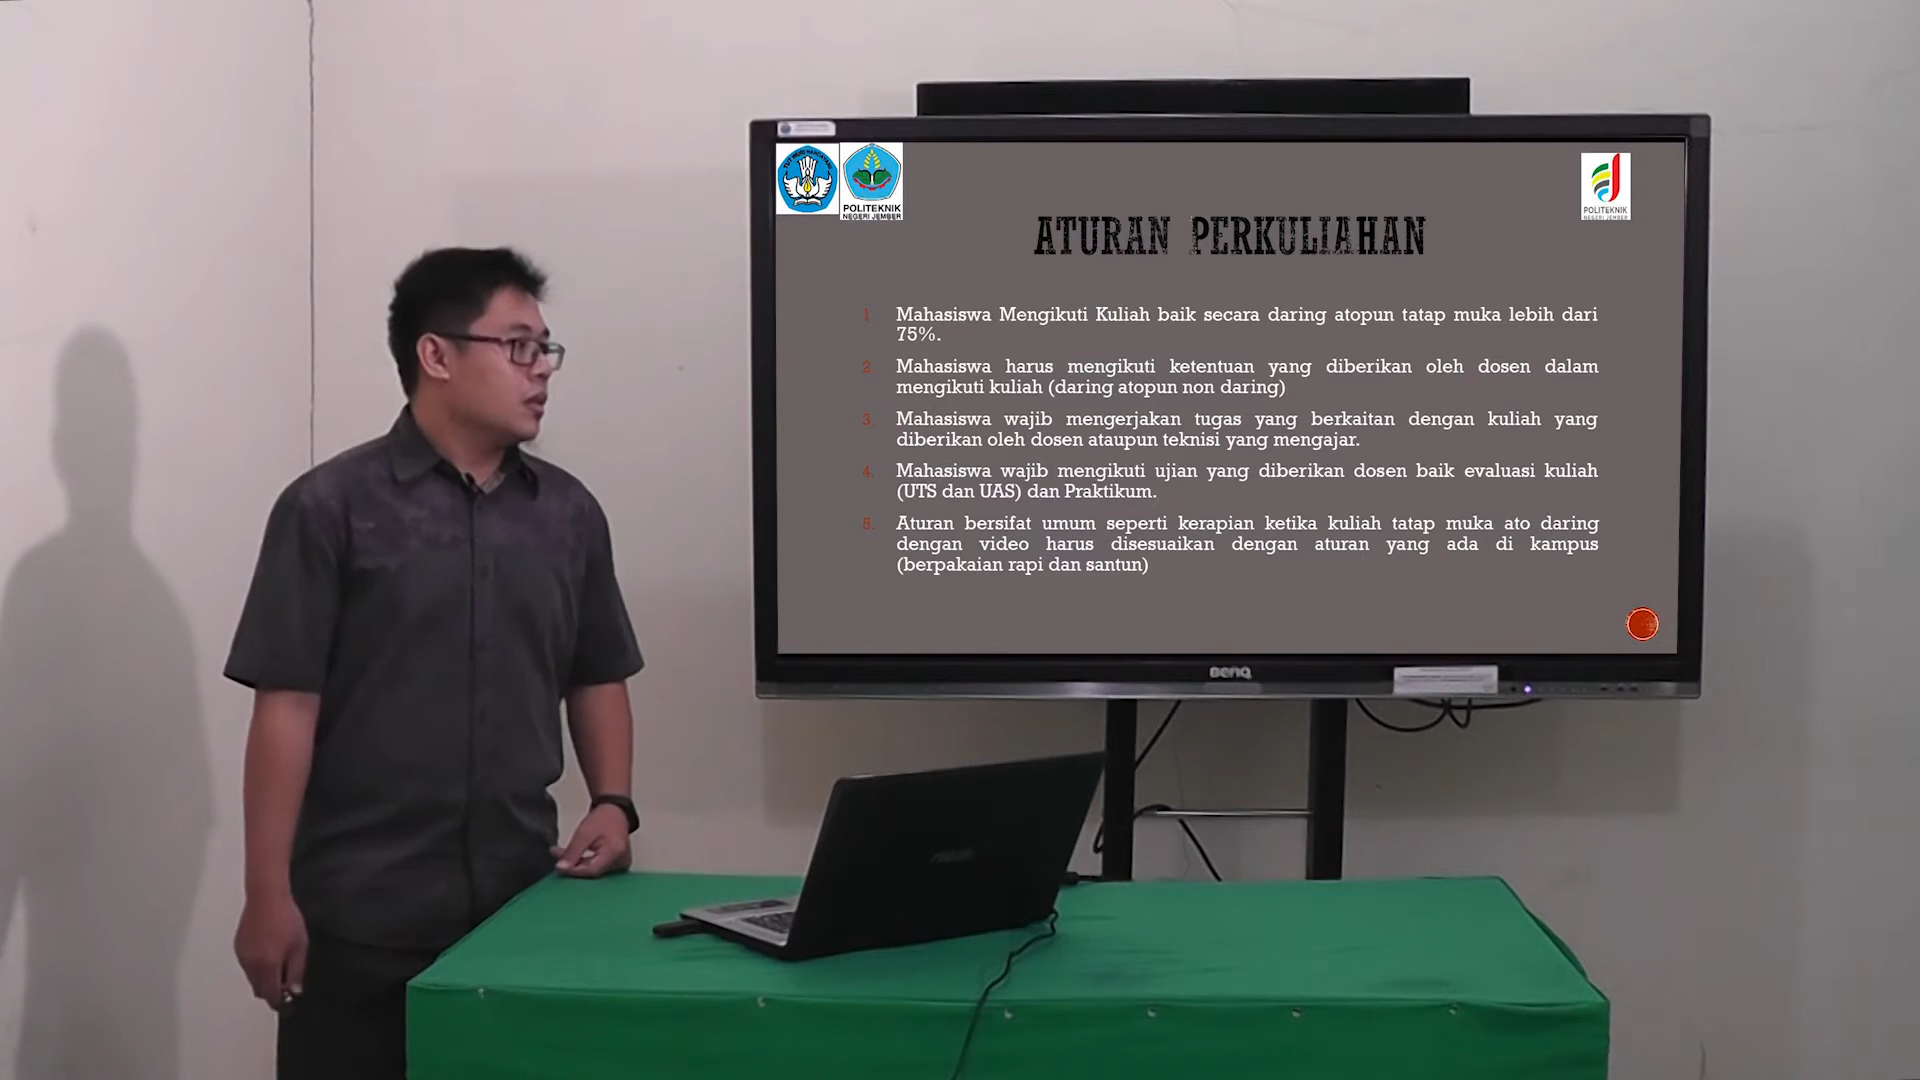 TUT WURI HANDAYANI
POLITEKNIK
NEGERI JEMBER
POLITEKNIK
NEGERI JEMBER
ATURAN PERKULIAHAN
1. Mahasiswa Mengikuti Kuliah baik secara daring atopun tatap muka lebih dari
75%.
2. Mahasiswa harus mengikuti ketentuan yang diberikan oleh dosen dalam
mengikuti kuliah (daring atopun non daring)
3. Mahasiswa wajib mengerjakan tugas yang berkaitan dengan kuliah yang
diberikan oleh dosen ataupun teknisi yang mengajar.
4. Mahasiswa wajib mengikuti ujian yang diberikan dosen baik evaluasi kuliah
(UTS dan UAS) dan Praktikum.
5. Aturan bersifat umum seperti kerapian ketika kuliah tatap muka ato daring
dengan video harus disesuaikan dengan aturan yang ada di kampus
(berpakaian rapi dan santun)
BenQ